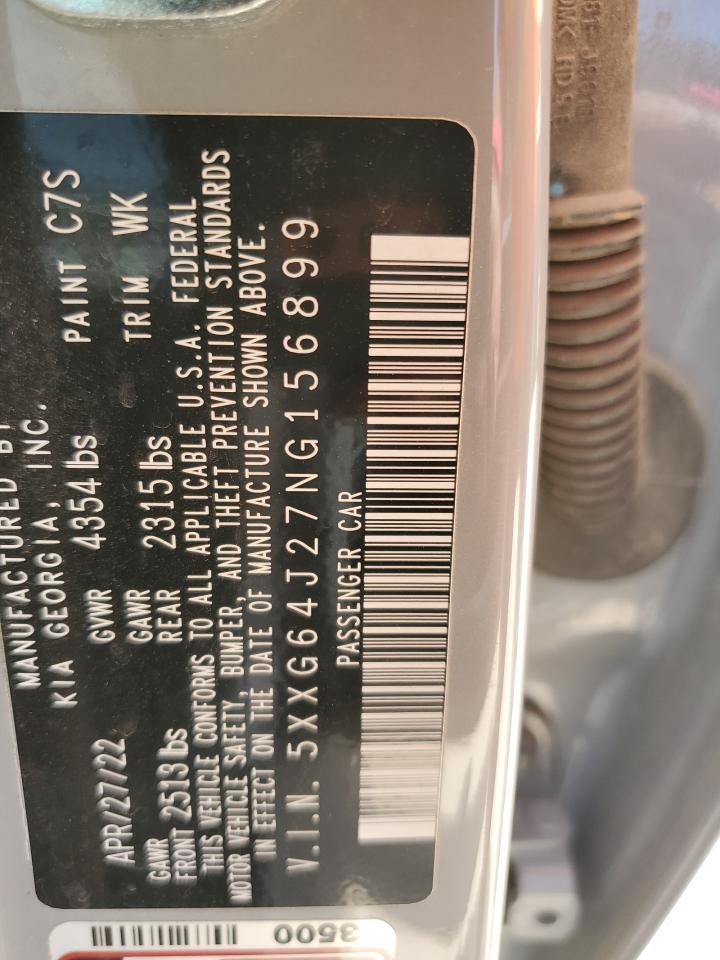 MANUFACTURED BY
KIA GEORGIA, INC.
APR/27/22 GVWR 4354 lbs PAINT C7S
GAWR FRONT 2513 lbs GAWR REAR 2315 lbs TRIM WK
THIS VEHICLE CONFORMS TO ALL APPLICABLE U.S.A. FEDERAL
MOTOR VEHICLE SAFETY, BUMPER, AND THEFT PREVENTION STANDARDS
IN EFFECT ON THE DATE OF MANUFACTURE SHOWN ABOVE.
V.I.N. 5XXG64J27NG156899
PASSENGER CAR
3500